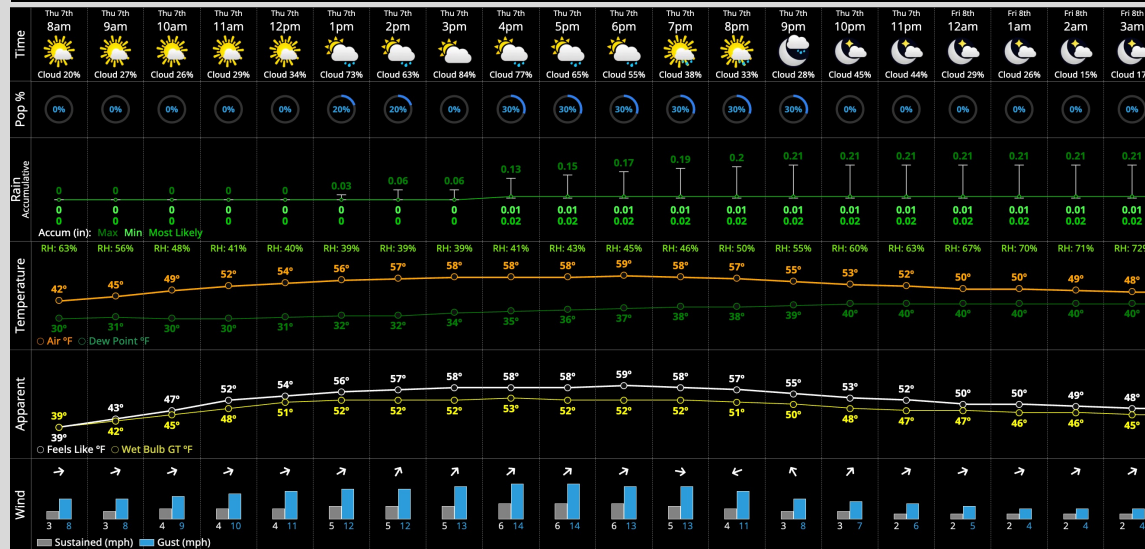 Thu 7th Thu 7th Thu 7th Thu 7th Thu 7th Thu 7th Thu 7th Thu 7th Thu 7th Thu 7th Thu 7th Thu 7th Thu 7th Thu 7th Thu 7th Thu 7th Fri 8th Fri 8th Fri 8th Fri 8th
Time 8am 9am 10am 11am 12pm 1pm 2pm 3pm 4pm 5pm 6pm 7pm 8pm 9pm 10pm 11pm 12am 1am 2am 3am
Cloud 20% Cloud 27% Cloud 26% Cloud 29% Cloud 34% Cloud 73% Cloud 63% Cloud 84% Cloud 77% Cloud 65% Cloud 55% Cloud 38% Cloud 33% Cloud 28% Cloud 45% Cloud 44% Cloud 29% Cloud 26% Cloud 15% Cloud 17
Pop % 0% 0% 0% 0% 0% 20% 20% 0% 30% 30% 30% 30% 30% 30% 0% 0% 0% 0% 0% 0%
Rain
Accumulative
0 0 0 0 0 0.03 0.06 0.06 0.13 0.15 0.17 0.19 0.2 0.21 0.21 0.21 0.21 0.21 0.21 0.21
0 0 0 0 0 0 0 0 0.01 0.01 0.01 0.01 0.01 0.01 0.01 0.01 0.01 0.01 0.01 0.01
0 0 0 0 0 0 0 0 0.02 0.02 0.02 0.02 0.02 0.02 0.02 0.02 0.02 0.02 0.02 0.02
Accum (in): Max Min Most Likely
RH: 63% RH: 56% RH: 48% RH: 41% RH: 40% RH: 39% RH: 39% RH: 39% RH: 41% RH: 43% RH: 45% RH: 46% RH: 50% RH: 55% RH: 60% RH: 63% RH: 67% RH: 70% RH: 71% RH: 72%
Temperature
42° 45° 49° 52° 54° 56° 57° 58° 58° 58° 59° 58° 57° 55° 53° 52° 50° 50° 49° 48°
30° 31° 30° 30° 31° 32° 32° 34° 35° 36° 37° 38° 38° 39° 40° 40° 40° 40° 40° 40°
Air °F Dew Point °F
Apparent
39° 43° 47° 52° 54° 56° 57° 58° 58° 58° 59° 58° 57° 55° 53° 52° 50° 50° 49° 48°
39° 42° 45° 48° 51° 52° 52° 52° 53° 52° 52° 52° 51° 50° 48° 47° 47° 46° 46° 45°
Feels Like °F Wet Bulb GT °F
Wind
3 8 3 8 4 9 4 10 4 11 5 12 5 12 5 13 6 14 6 14 6 13 5 13 4 11 3 8 3 7 2 6 2 5 2 4 2 4 2 4
Sustained (mph) Gust (mph)